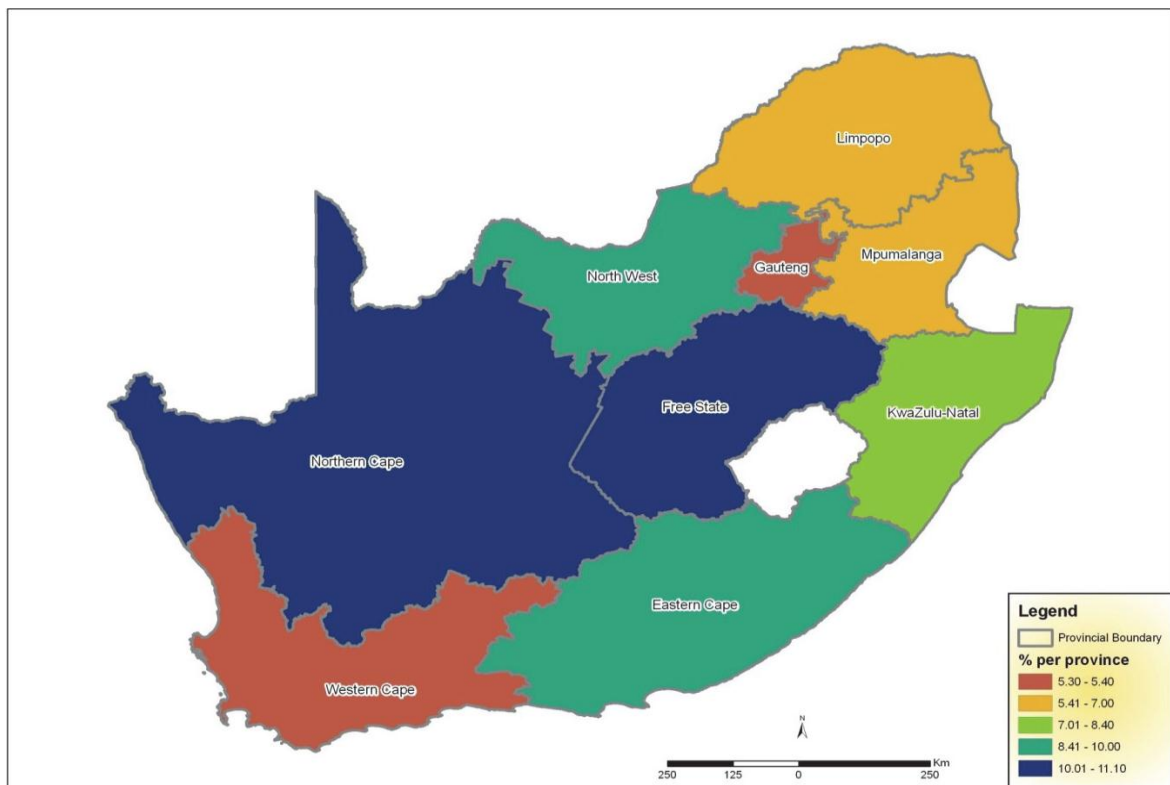 Limpopo
Mpumalanga
Gauteng
North West
Free State
KwaZulu-Natal
Northern Cape
Eastern Cape
Western Cape
Legend
Provincial Boundary
% per province
5.30 - 5.40
5.41 - 7.00
7.01 - 8.40
8.41 - 10.00
10.01 - 11.10
N
Km
250 125 0 250